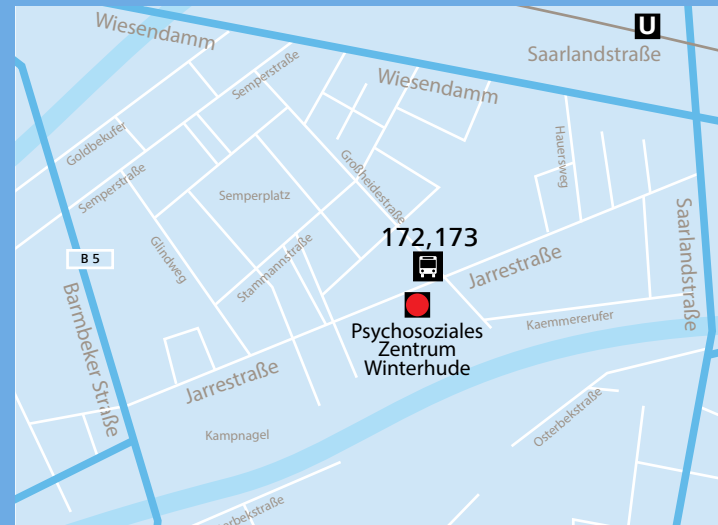 Wiesendamm
U
Saarlandstraße
Semperstraße
Wiesendamm
Goldbekufer
Großheidestraße
Hauersweg
Semperstraße
Semperplatz
Saarlandstraße
172,173
Glindweg
Stammannstraße
B 5
Jarrestraße
Barmbeker Straße
Psychosoziales
Zentrum
Winterhude
Kaemmererufer
Jarrestraße
Osterbekstraße
Kampnagel
erbekstraße